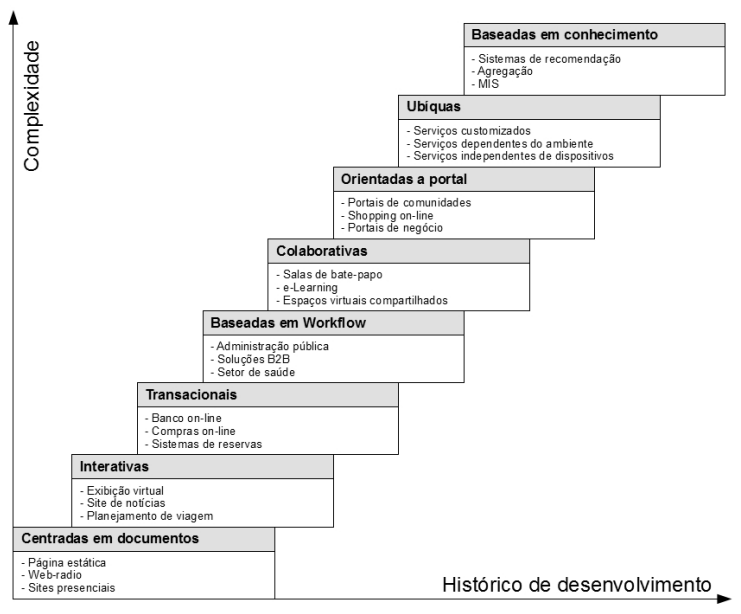 Complexidade
Baseadas em conhecimento
- Sistemas de recomendação
- Agregação
- MIS
Ubíquas
- Serviços customizados
- Serviços dependentes do ambiente
- Serviços independentes de dispositivos
Orientadas a portal
- Portais de comunidades
- Shopping on-line
- Portais de negócio
Colaborativas
- Salas de bate-papo
- e-Learning
- Espaços virtuais compartilhados
Baseadas em Workflow
- Administração pública
- Soluções B2B
- Setor de saúde
Transacionais
- Banco on-line
- Compras on-line
- Sistemas de reservas
Interativas
- Exibição virtual
- Site de notícias
- Planejamento de viagem
Centradas em documentos
- Página estática
- Web-radio
- Sites presenciais
Histórico de desenvolvimento